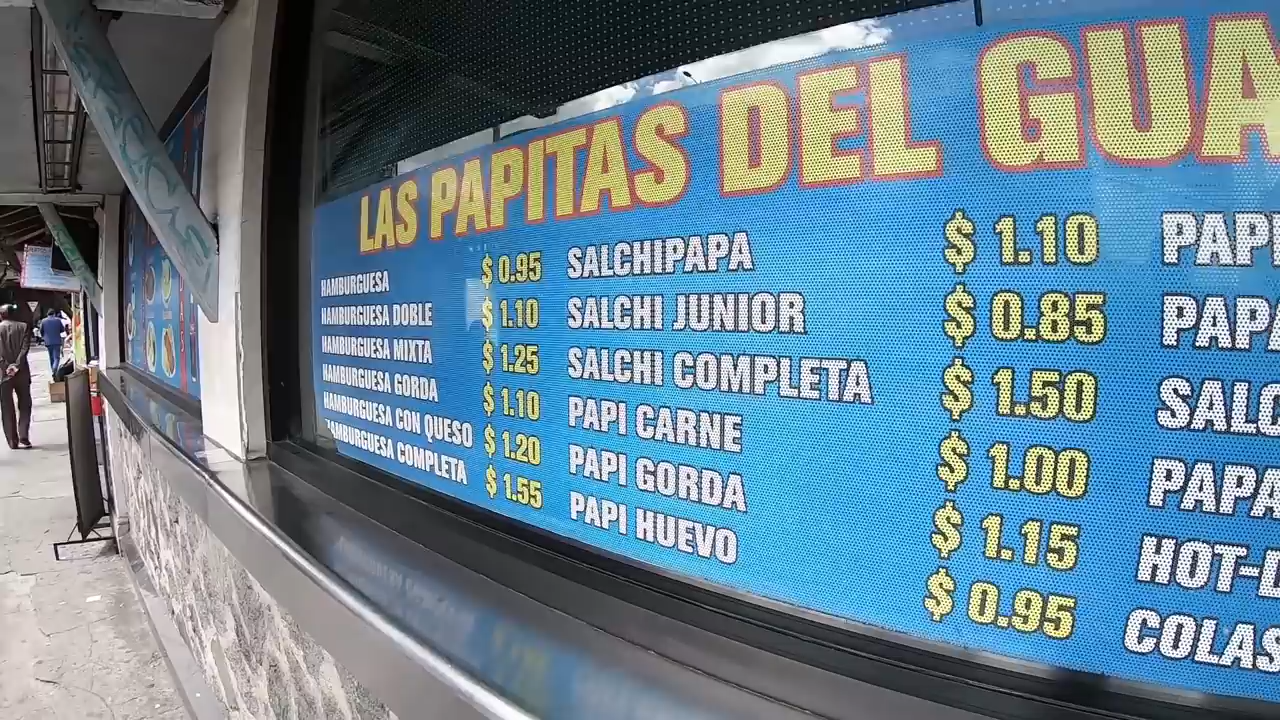 LAS PAPITAS DEL GUA
HAMBURGUESA $ 0.95
HAMBURGUESA DOBLE $ 1.10
HAMBURGUESA MIXTA $ 1.25
HAMBURGUESA GORDA $ 1.10
HAMBURGUESA CON QUESO $ 1.20
HAMBURGUESA COMPLETA $ 1.55
SALCHIPAPA $ 1.10
SALCHI JUNIOR $ 0.85
SALCHI COMPLETA $ 1.50
PAPI CARNE $ 1.00
PAPI GORDA $ 1.15
PAPI HUEVO $ 0.95
PAPI
PAPA
SALC
PAPA
HOT-D
COLAS